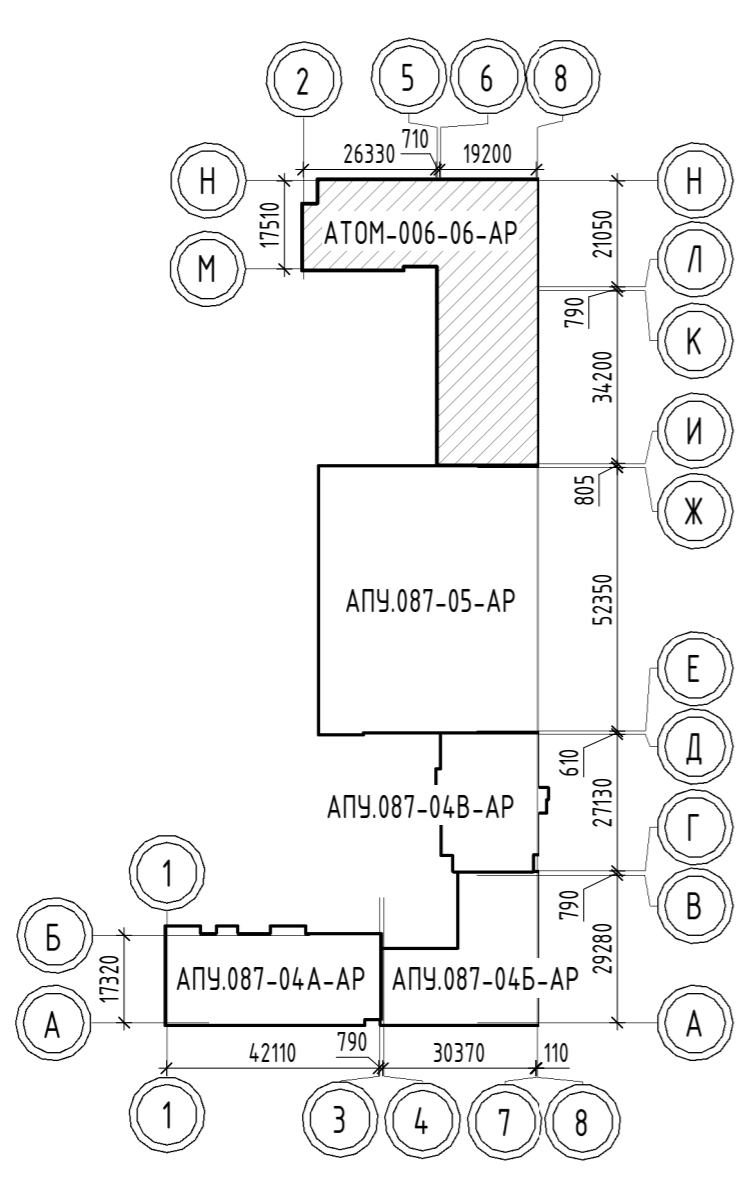 2 5 6 8
710
26330 19200
Н Н
17510 21050
АТОМ-006-06-АР
М Л
790
К
34200
И
805
Ж
АПУ.087-05-АР 52350
Е
Д
610
27130
АПУ.087-04В-АР
Г
1
790
В
Б
29280
17320
АПУ.087-04А-АР АПУ.087-04Б-АР
А А
42110 790 30370 110
1 3 4 7 8